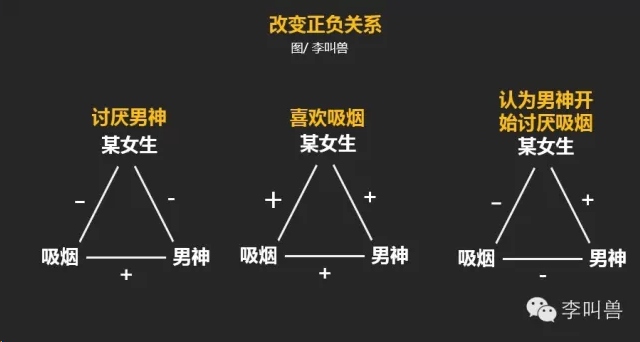 改变正负关系
图/ 李叫兽
讨厌男神
某女生
- -
吸烟 男神
+
喜欢吸烟
某女生
+ +
吸烟 男神
+
认为男神开
始讨厌吸烟
某女生
- +
吸烟 男神
-
李叫兽